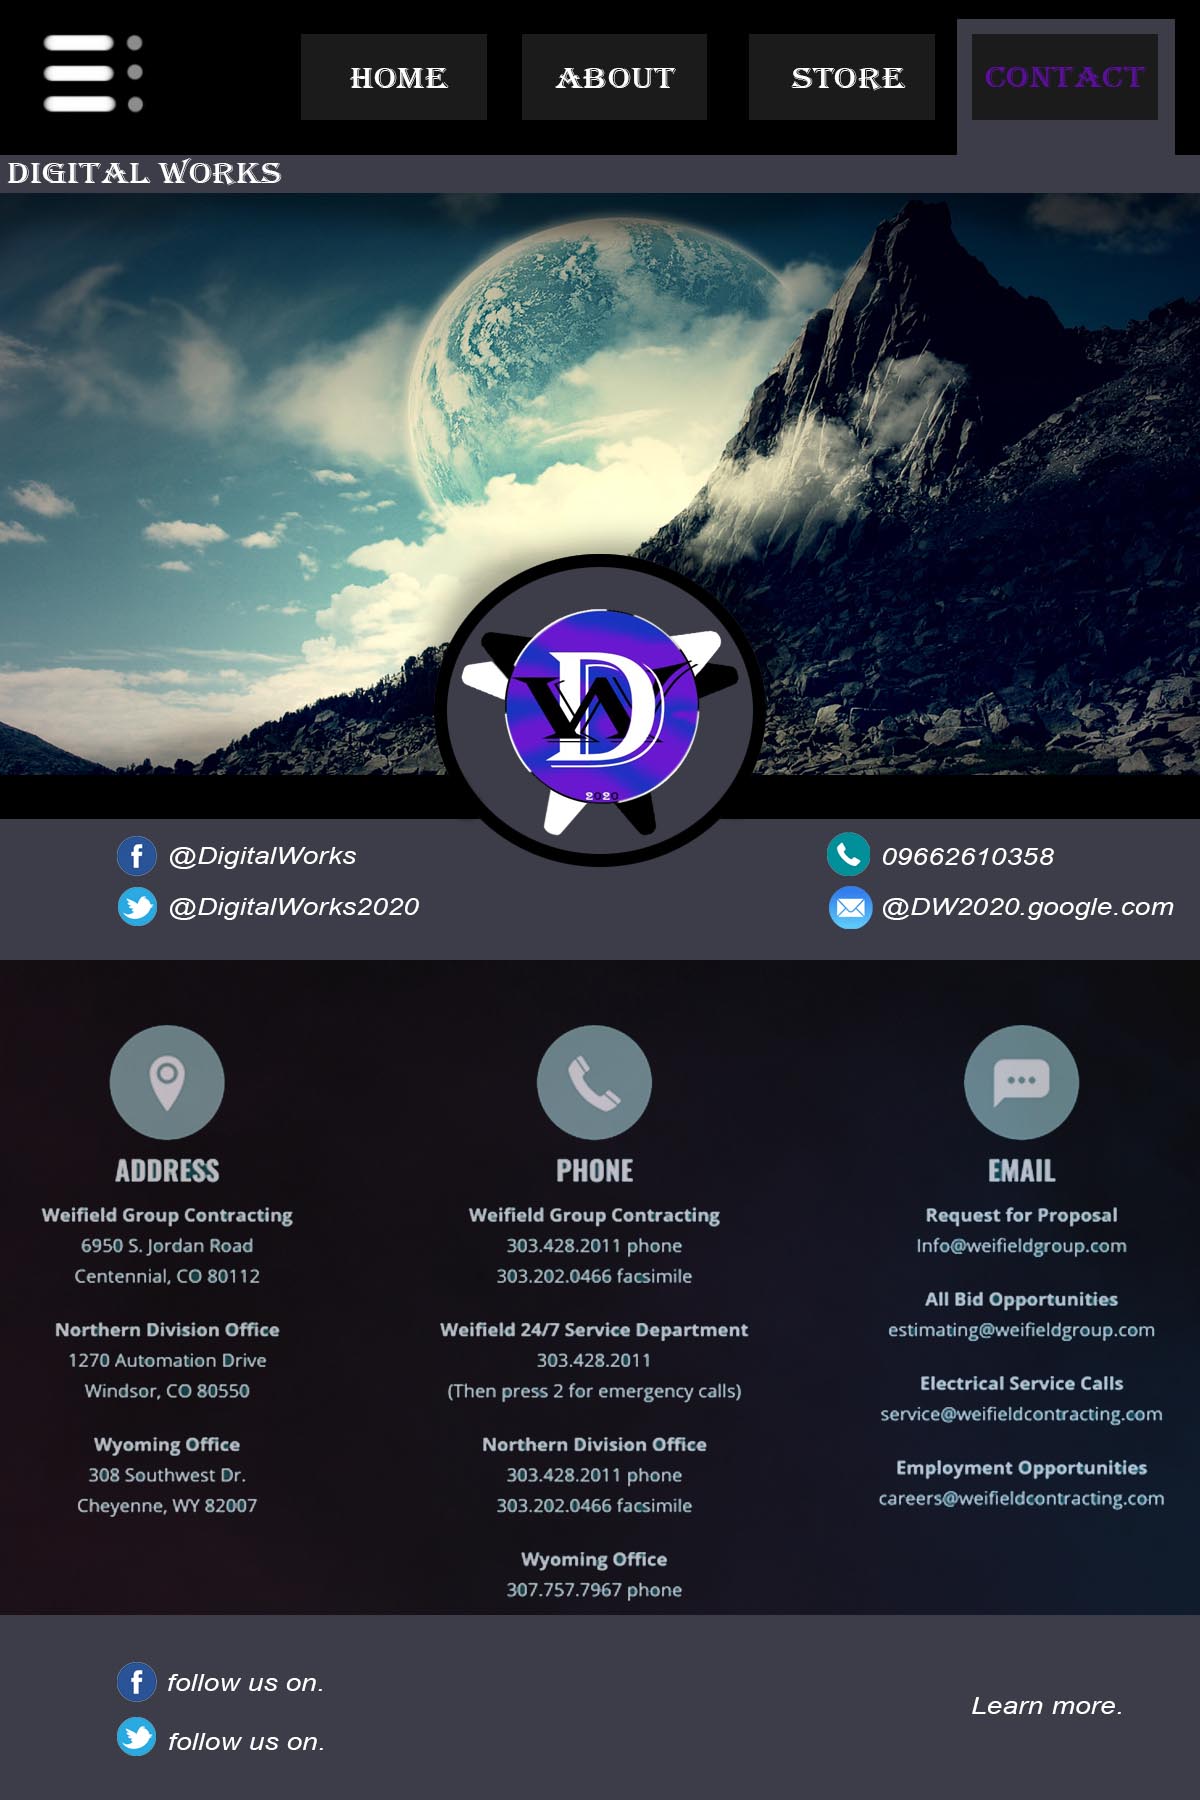 HOME
ABOUT
STORE
CONTACT
DIGITAL WORKS
DW
2020
@DigitalWorks
@DigitalWorks2020
09662610358
@DW2020.google.com
ADDRESS
Weifield Group Contracting
6950 S. Jordan Road
Centennial, CO 80112
Northern Division Office
1270 Automation Drive
Windsor, CO 80550
Wyoming Office
308 Southwest Dr.
Cheyenne, WY 82007
PHONE
Weifield Group Contracting
303.428.2011 phone
303.202.0466 facsimile
Weifield 24/7 Service Department
303.428.2011
(Then press 2 for emergency calls)
Northern Division Office
303.428.2011 phone
303.202.0466 facsimile
Wyoming Office
307.757.7967 phone
EMAIL
Request for Proposal
Info@weifieldgroup.com
All Bid Opportunities
estimating@weifieldgroup.com
Electrical Service Calls
service@weifieldcontracting.com
Employment Opportunities
careers@weifieldcontracting.com
follow us on.
follow us on.
Learn more.